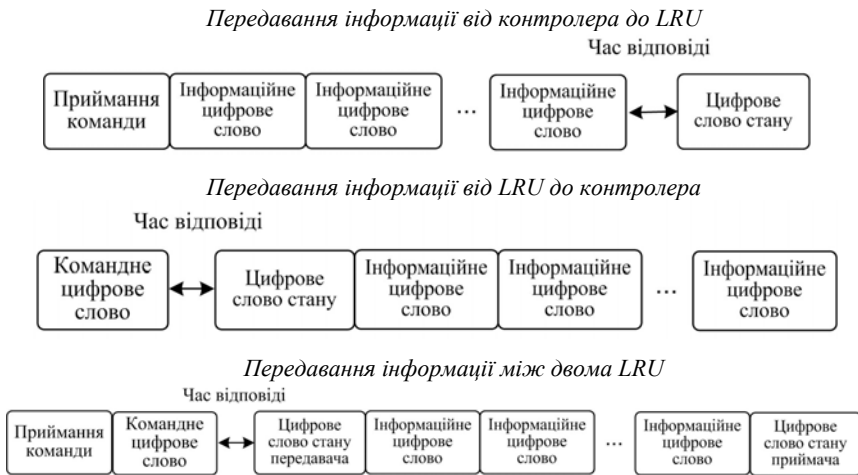 Передавання інформації від контролера до LRU
Час відповіді
Приймання
команди
Інформаційне
цифрове
слово
Інформаційне
цифрове
слово
...
Інформаційне
цифрове
слово
Цифрове
слово стану
Передавання інформації від LRU до контролера
Час відповіді
Командне
цифрове
слово
Цифрове
слово стану
Інформаційне
цифрове
слово
Інформаційне
цифрове
слово
...
Інформаційне
цифрове
слово
Передавання інформації між двома LRU
Час відповіді
Приймання
команди
Командне
цифрове
слово
Цифрове
слово стану
передавача
Інформаційне
цифрове
слово
Інформаційне
цифрове
слово
...
Інформаційне
цифрове
слово
Цифрове
слово стану
приймача